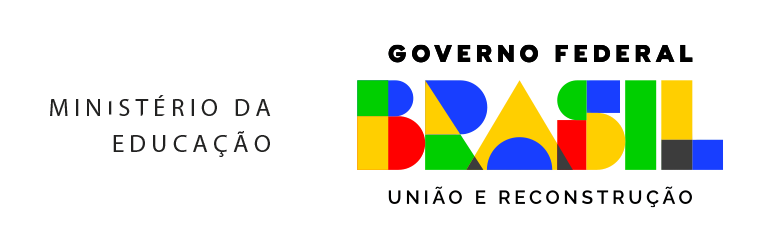 MINISTÉRIO DA
EDUCAÇÃO
GOVERNO FEDERAL
BRASIL
UNIÃO E RECONSTRUÇÃO